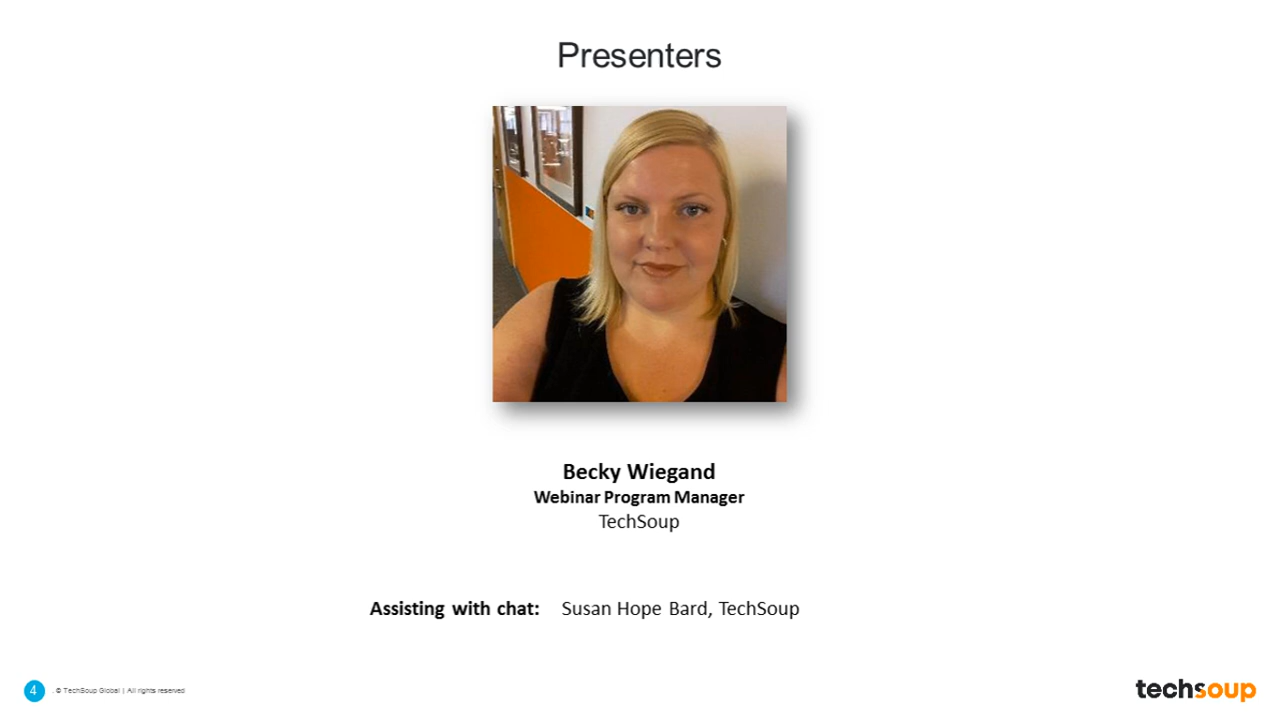 Presenters
Becky Wiegand
Webinar Program Manager
TechSoup
Assisting with chat: Susan Hope Bard, TechSoup
4 . © TechSoup Global | All rights reserved
techsoup